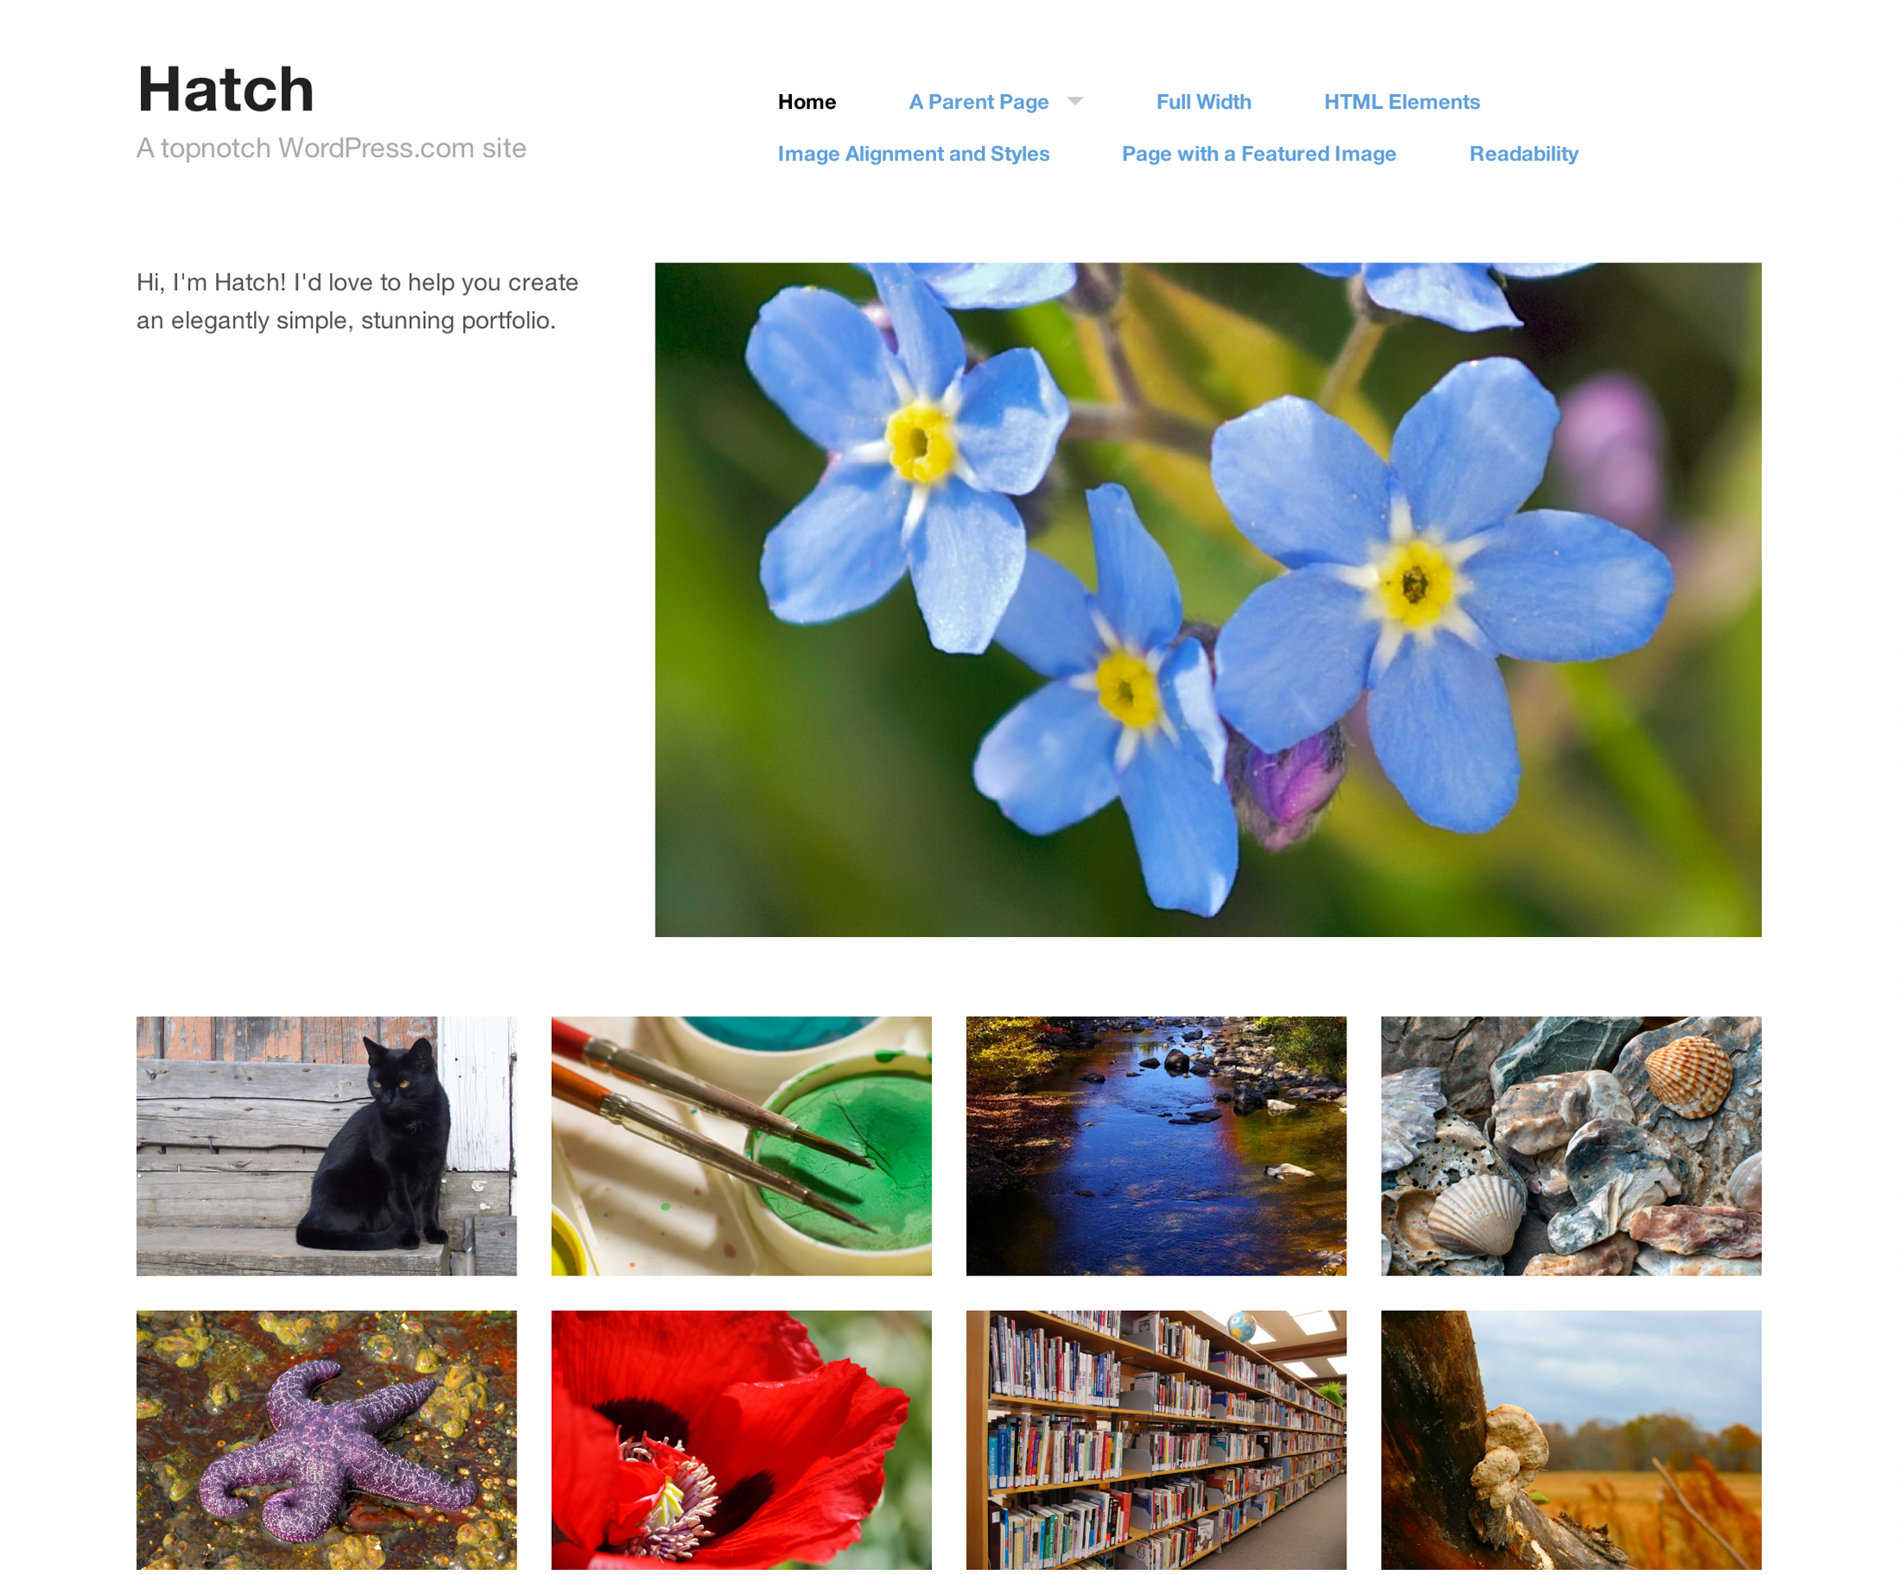 Hatch
A topnotch WordPress.com site
Home A Parent Page Full Width HTML Elements
Image Alignment and Styles Page with a Featured Image Readability
Hi, I'm Hatch! I'd love to help you create
an elegantly simple, stunning portfolio.